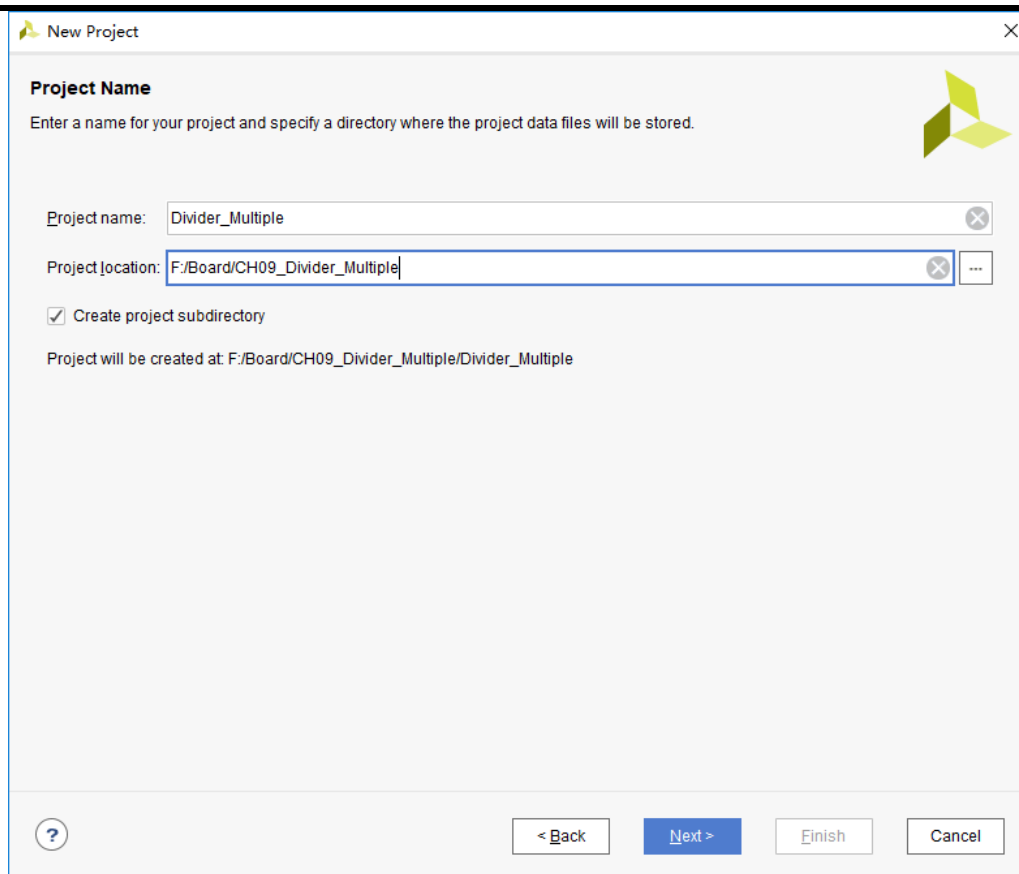 New Project
Project Name
Enter a name for your project and specify a directory where the project data files will be stored.
Project name: Divider_Multiple
Project location: F:/Board/CH09_Divider_Multiple
...
Create project subdirectory
Project will be created at: F:/Board/CH09_Divider_Multiple/Divider_Multiple
? < Back Next > Finish Cancel